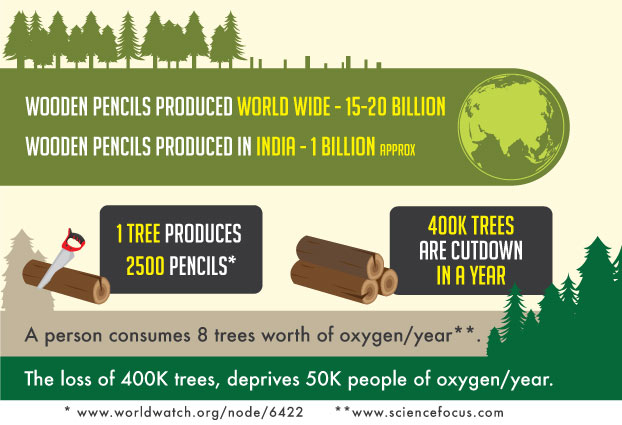 WOODEN PENCILS PRODUCED WORLD WIDE - 15-20 BILLION
WOODEN PENCILS PRODUCED IN INDIA - 1 BILLION APPROX
1 TREE PRODUCES
2500 PENCILS*
400K TREES
ARE CUTDOWN
IN A YEAR
A person consumes 8 trees worth of oxygen/year**.
The loss of 400K trees, deprives 50K people of oxygen/year.
* www.worldwatch.org/node/6422 **www.sciencefocus.com